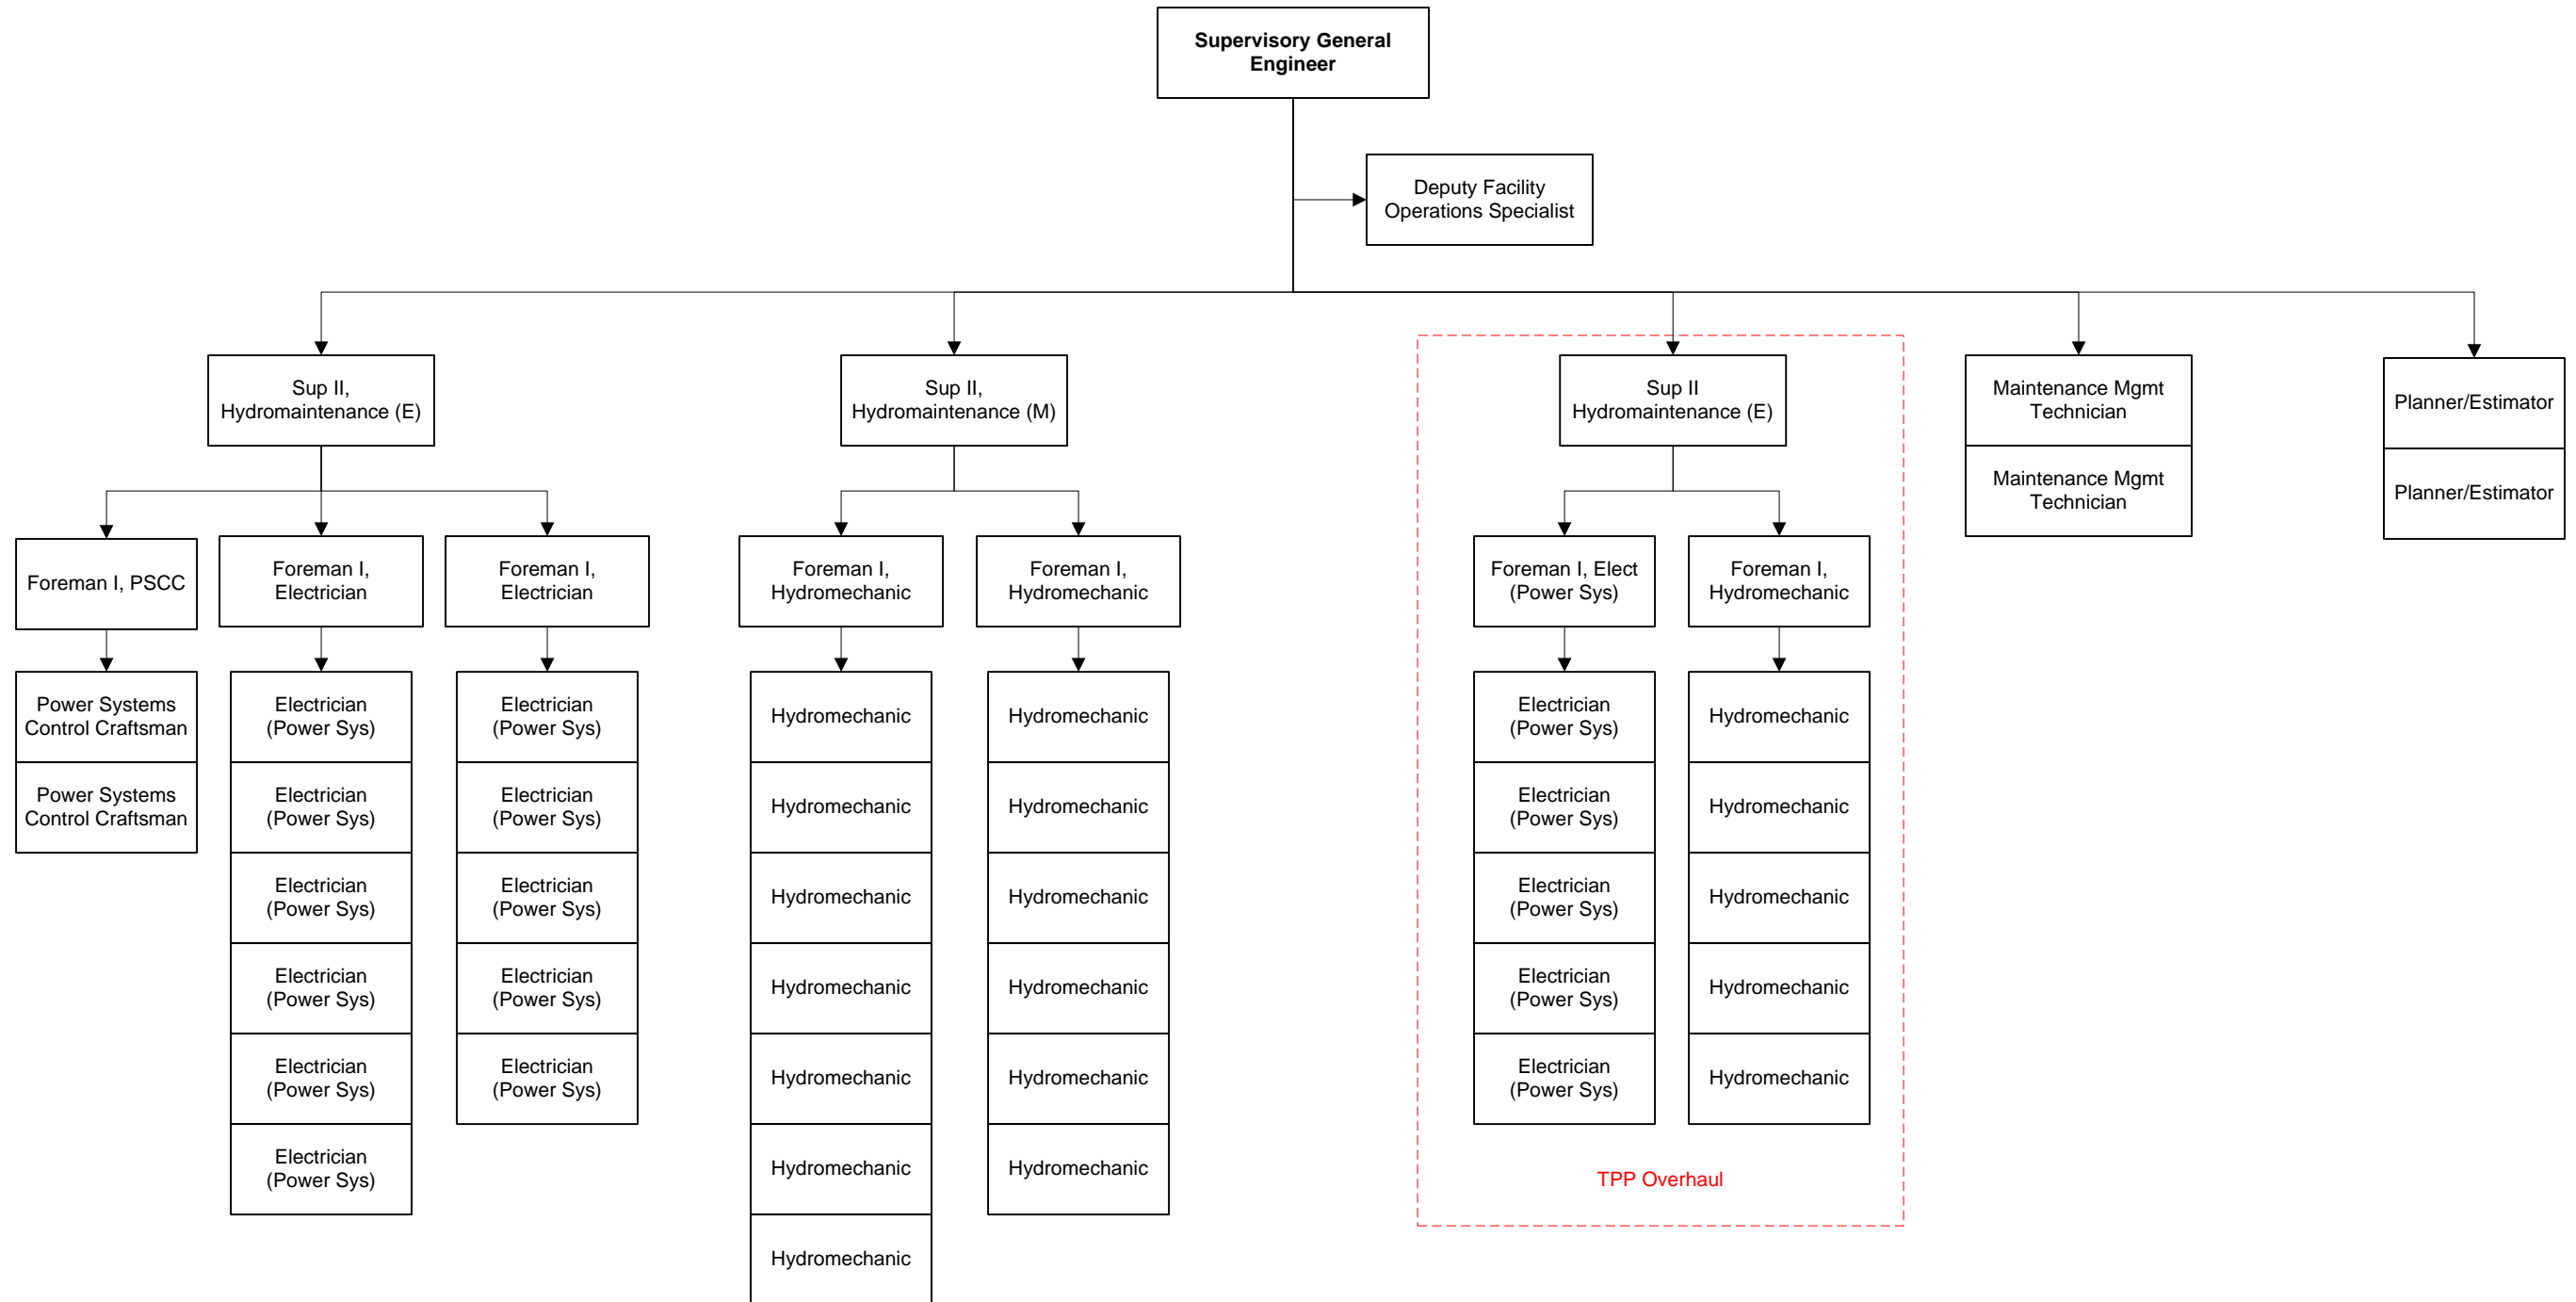 Supervisory General
Engineer
Deputy Facility
Operations Specialist
Sup II,
Hydromaintenance (E)
Sup II,
Hydromaintenance (M)
Sup II
Hydromaintenance (E)
Maintenance Mgmt
Technician
Maintenance Mgmt
Technician
Planner/Estimator
Planner/Estimator
Foreman I, PSCC
Foreman I,
Electrician
Foreman I,
Electrician
Foreman I,
Hydromechanic
Foreman I,
Hydromechanic
Foreman I, Elect
(Power Sys)
Foreman I,
Hydromechanic
Power Systems
Control Craftsman
Power Systems
Control Craftsman
Electrician
(Power Sys)
Electrician
(Power Sys)
Electrician
(Power Sys)
Electrician
(Power Sys)
Electrician
(Power Sys)
Electrician
(Power Sys)
Electrician
(Power Sys)
Electrician
(Power Sys)
Electrician
(Power Sys)
Electrician
(Power Sys)
Electrician
(Power Sys)
Hydromechanic
Hydromechanic
Hydromechanic
Hydromechanic
Hydromechanic
Hydromechanic
Hydromechanic
Hydromechanic
Hydromechanic
Hydromechanic
Hydromechanic
Hydromechanic
Hydromechanic
Electrician
(Power Sys)
Electrician
(Power Sys)
Electrician
(Power Sys)
Electrician
(Power Sys)
Electrician
(Power Sys)
Hydromechanic
Hydromechanic
Hydromechanic
Hydromechanic
Hydromechanic
TPP Overhaul